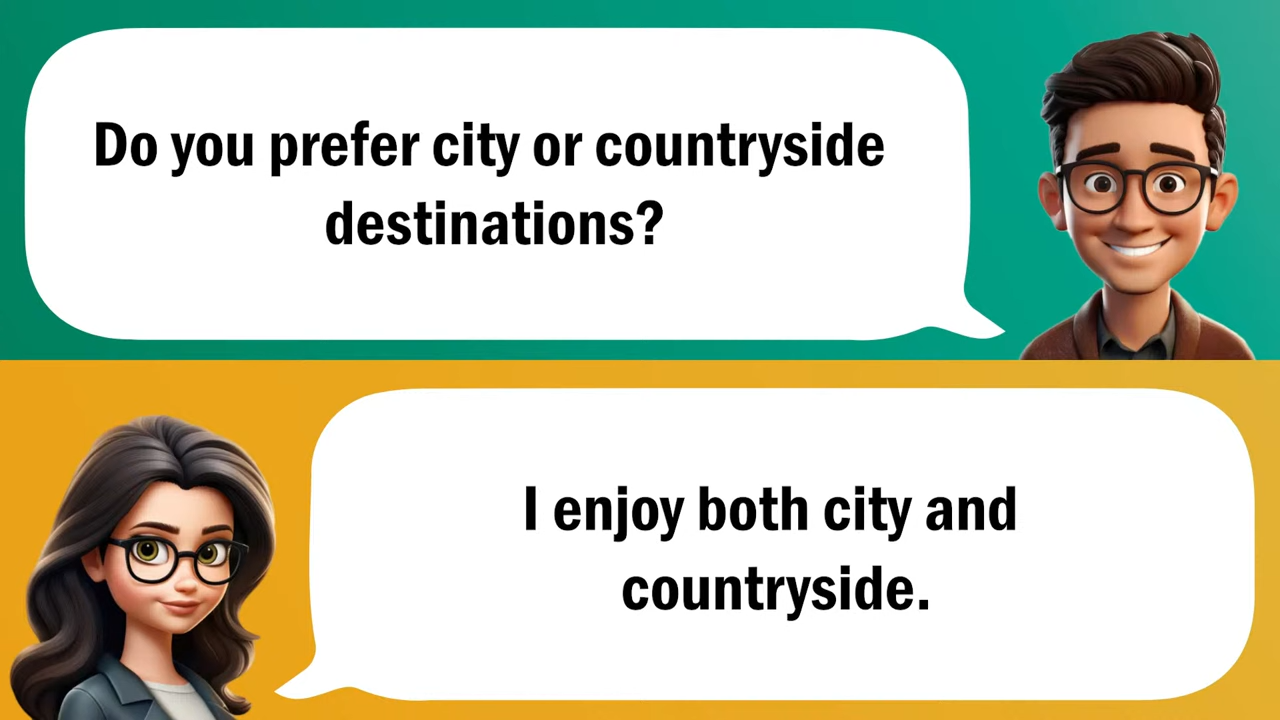 Do you prefer city or countryside
destinations?
I enjoy both city and
countryside.